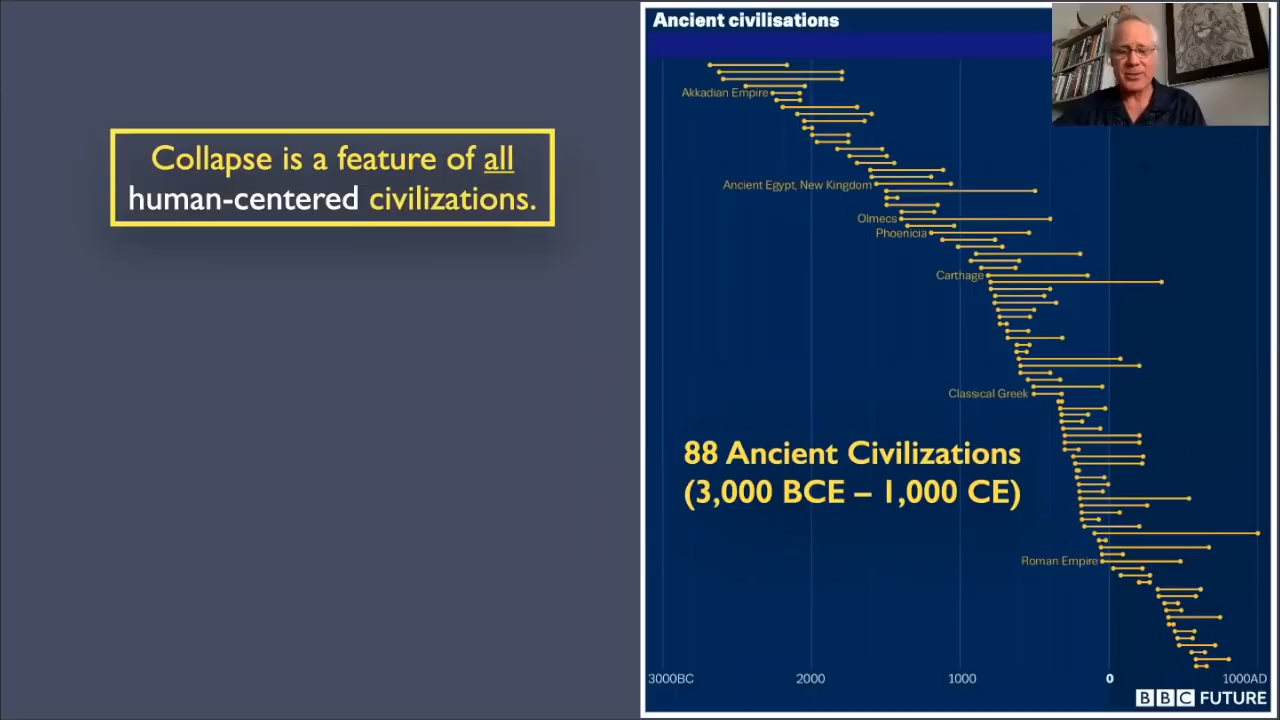 Collapse is a feature of all
human-centered civilizations.
Ancient civilisations
Akkadian Empire
Ancient Egypt, New Kingdom
Olmecs
Phoenicia
Carthage
Classical Greek
88 Ancient Civilizations
(3,000 BCE – 1,000 CE)
Roman Empire
3000BC 2000 1000 0 1000AD
BBC FUTURE